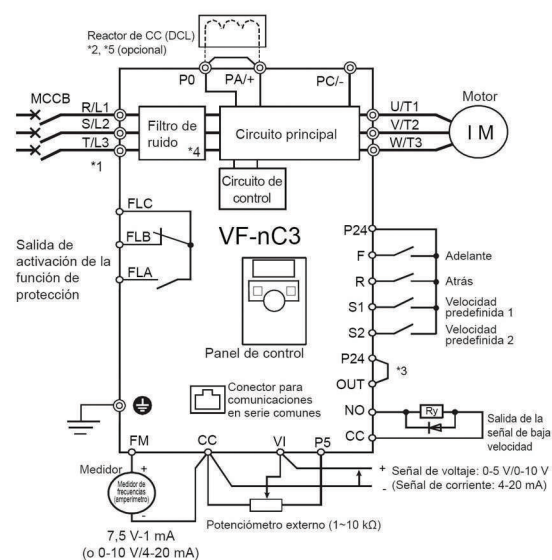 Reactor de CC (DCL)
*2, *5 (opcional)
P0
PA/+
PC/-
MCCB
R/L1
S/L2
T/L3
*1
Filtro de
ruido
*4
Circuito principal
Circuito de
control
U/T1
V/T2
W/T3
Motor
I M
FLC
FLB
FLA
Salida de
activación de la
función de
protección
VF-nC3
Panel de control
Conector para
comunicaciones
en serie comunes
P24
F
Adelante
R
Atrás
S1
Velocidad
predefinida 1
S2
Velocidad
predefinida 2
P24
*3
OUT
NO
Ry
CC
Salida de la
señal de baja
velocidad
FM
CC
VI
P5
Medidor
+
Medidor de
frecuencias
(amperímetro)
-
7,5 V-1 mA
(o 0-10 V/4-20 mA)
Potenciómetro externo (1~10 kΩ)
+ Señal de voltaje: 0-5 V/0-10 V
- (Señal de corriente: 4-20 mA)